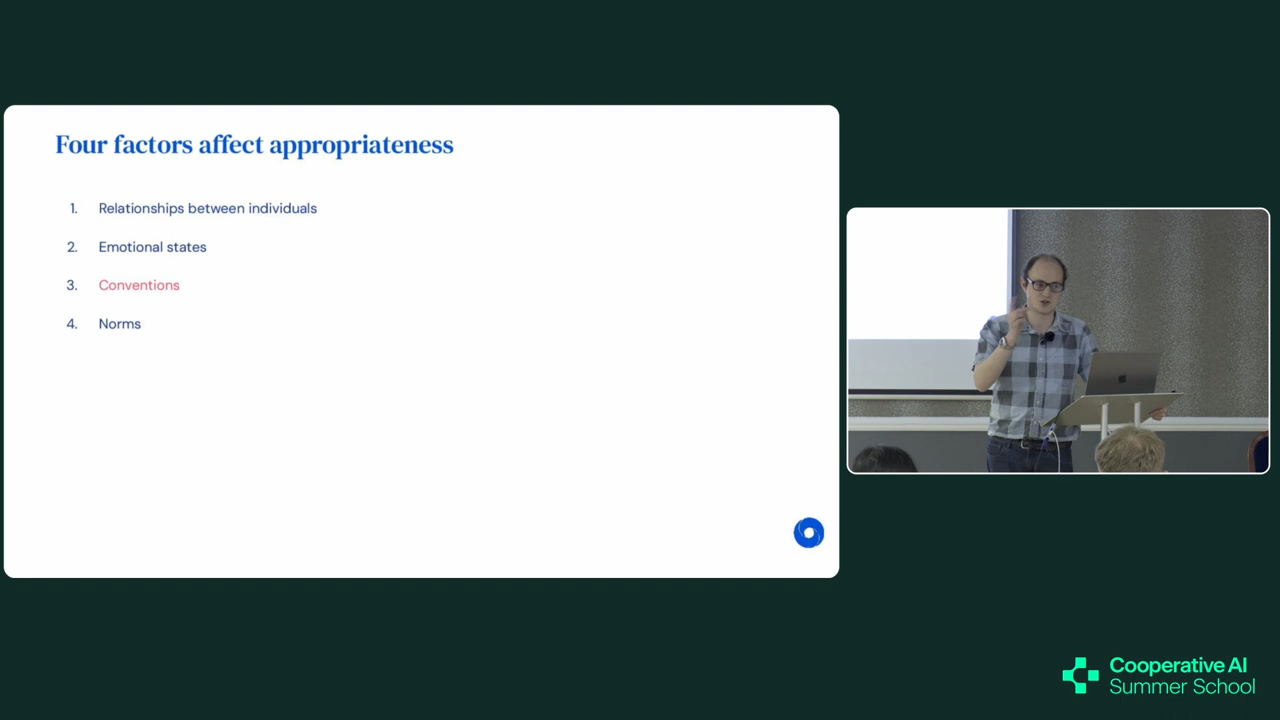 Four factors affect appropriateness
1. Relationships between individuals
2. Emotional states
3. Conventions
4. Norms
Cooperative AI
Summer School